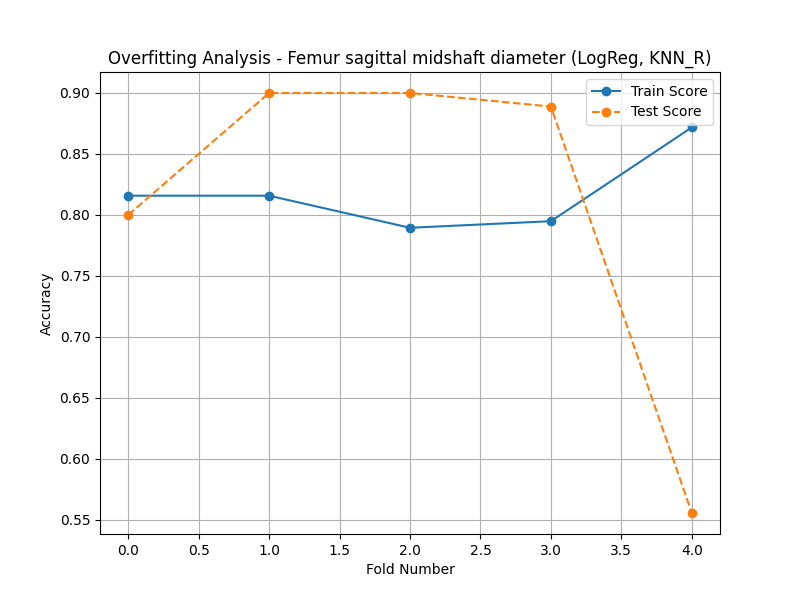 Overfitting Analysis - Femur sagittal midshaft diameter (LogReg, KNN_R)
Train Score
Test Score
0.90
0.85
0.80
0.75
0.70
0.65
0.60
0.55
Accuracy
0.0 0.5 1.0 1.5 2.0 2.5 3.0 3.5 4.0
Fold Number